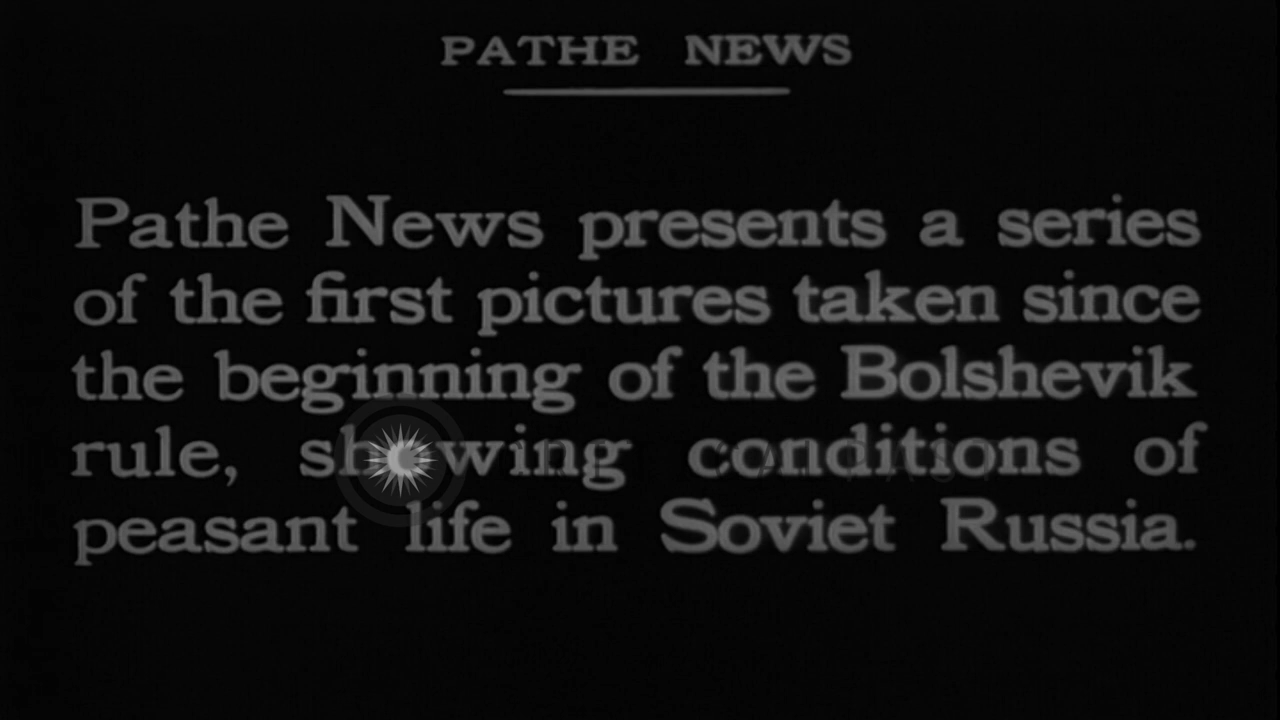 PATHE NEWS
Pathe News presents a series
of the first pictures taken since
the beginning of the Bolshevik
rule, showing conditions of
peasant life in Soviet Russia.